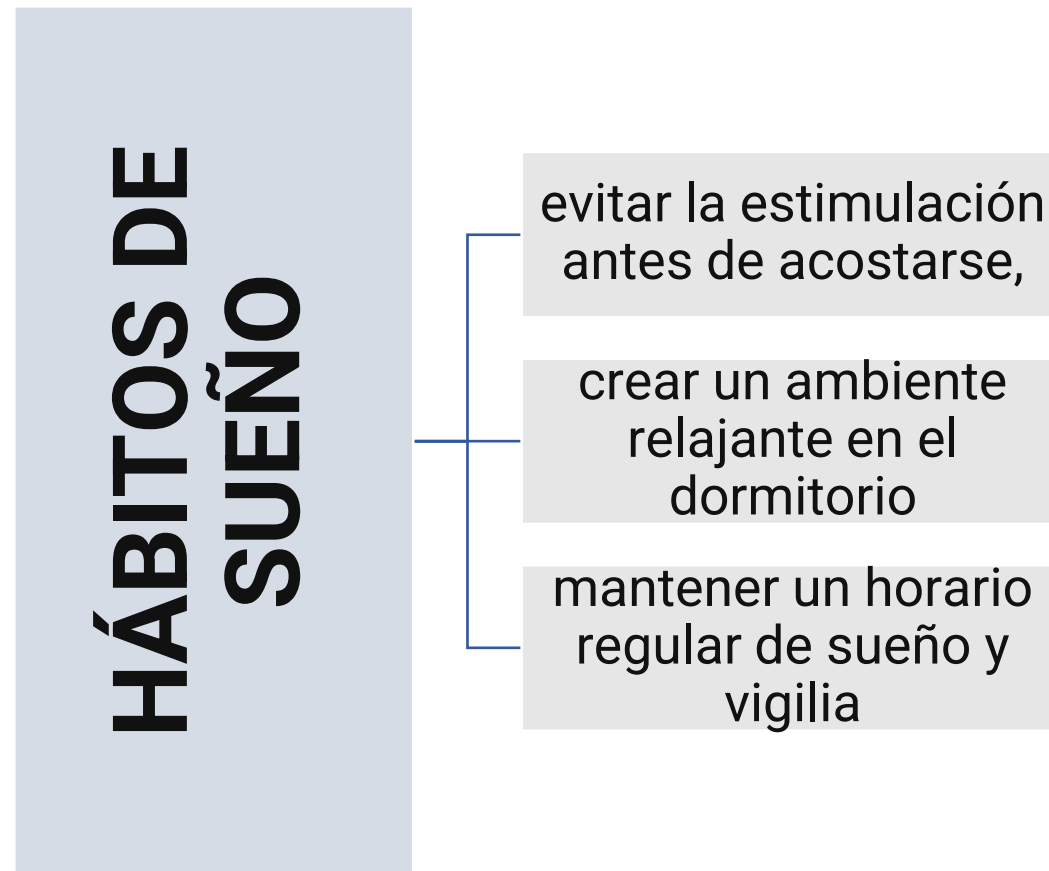 HÁBITOS DE
SUEÑO
evitar la estimulación
antes de acostarse,
crear un ambiente
relajante en el
dormitorio
mantener un horario
regular de sueño y
vigilia